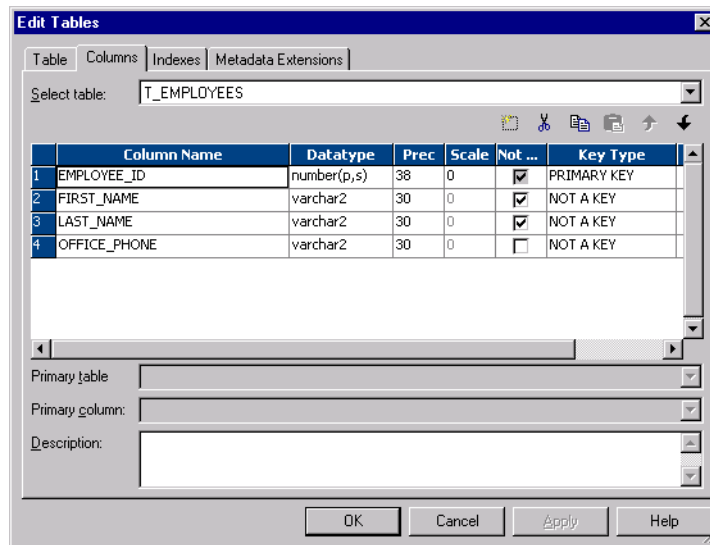 Edit Tables
Table Columns Indexes Metadata Extensions
Select table: T_EMPLOYEES
Column Name Datatype Prec Scale Not ... Key Type
1 EMPLOYEE_ID number(p,s) 38 0 PRIMARY KEY
2 FIRST_NAME varchar2 30 0 NOT A KEY
3 LAST_NAME varchar2 30 0 NOT A KEY
4 OFFICE_PHONE varchar2 30 0 NOT A KEY
Primary table
Primary column:
Description:
OK Cancel Apply Help